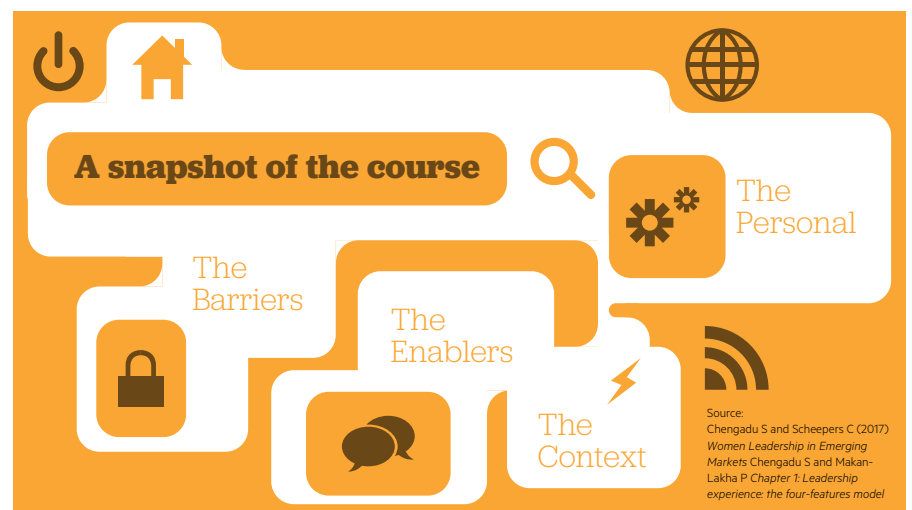 A snapshot of the course
The
Personal
The
Barriers
The
Enablers
The
Context
Source:
Chengadu S and Scheepers C (2017)
Women Leadership in Emerging
Markets Chengadu S and Makan-
Lakha P Chapter 1: Leadership
experience: the four-features model